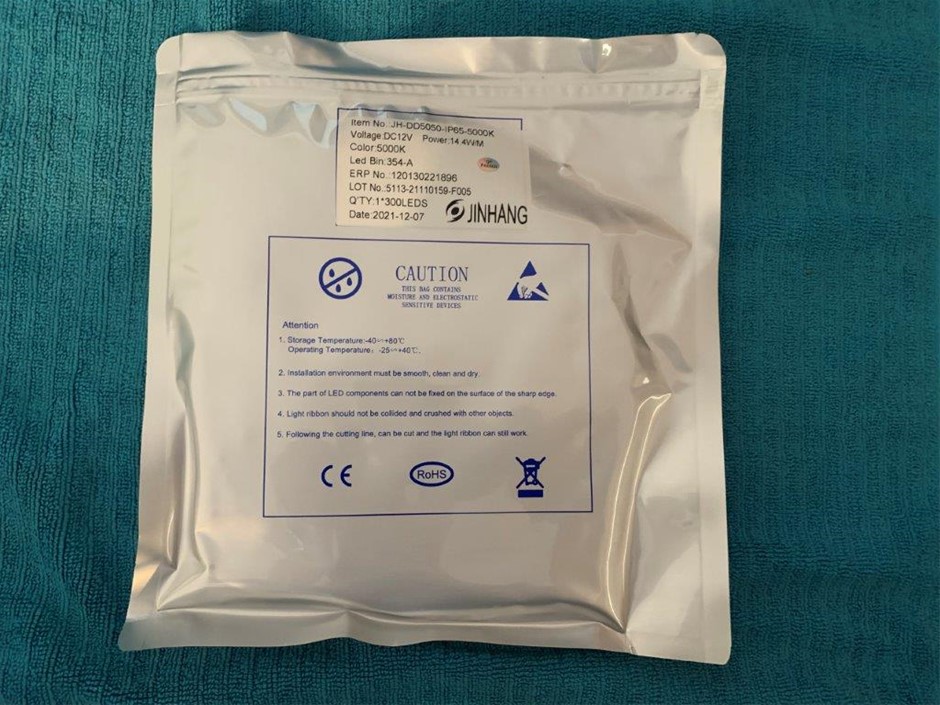 Item No.:JH-DD5050-IP65-5000K
Voltage:DC12V Power:14.4W/M
Color:5000K
Led Bin:354-A
ERP No.:120130221896
LOT No.:5113-21110159-F005
Q'TY:1*300LEDS
Date:2021-12-07
JINHANG
CAUTION
THIS BAG CONTAINS
MOISTURE AND ELECTROSTATIC
SENSITIVE DEVICES
Attention
1. Storage Temperature:-40~+80℃
Operating Temperature: -25~+40℃.
2. Installation environment must be smooth, clean and dry.
3. The part of LED components can not be fixed on the surface of the sharp edge.
4. Light ribbon should not be collided and crushed with other objects.
5. Following the cutting line, can be cut and the light ribbon can still work.
CE
RoHS